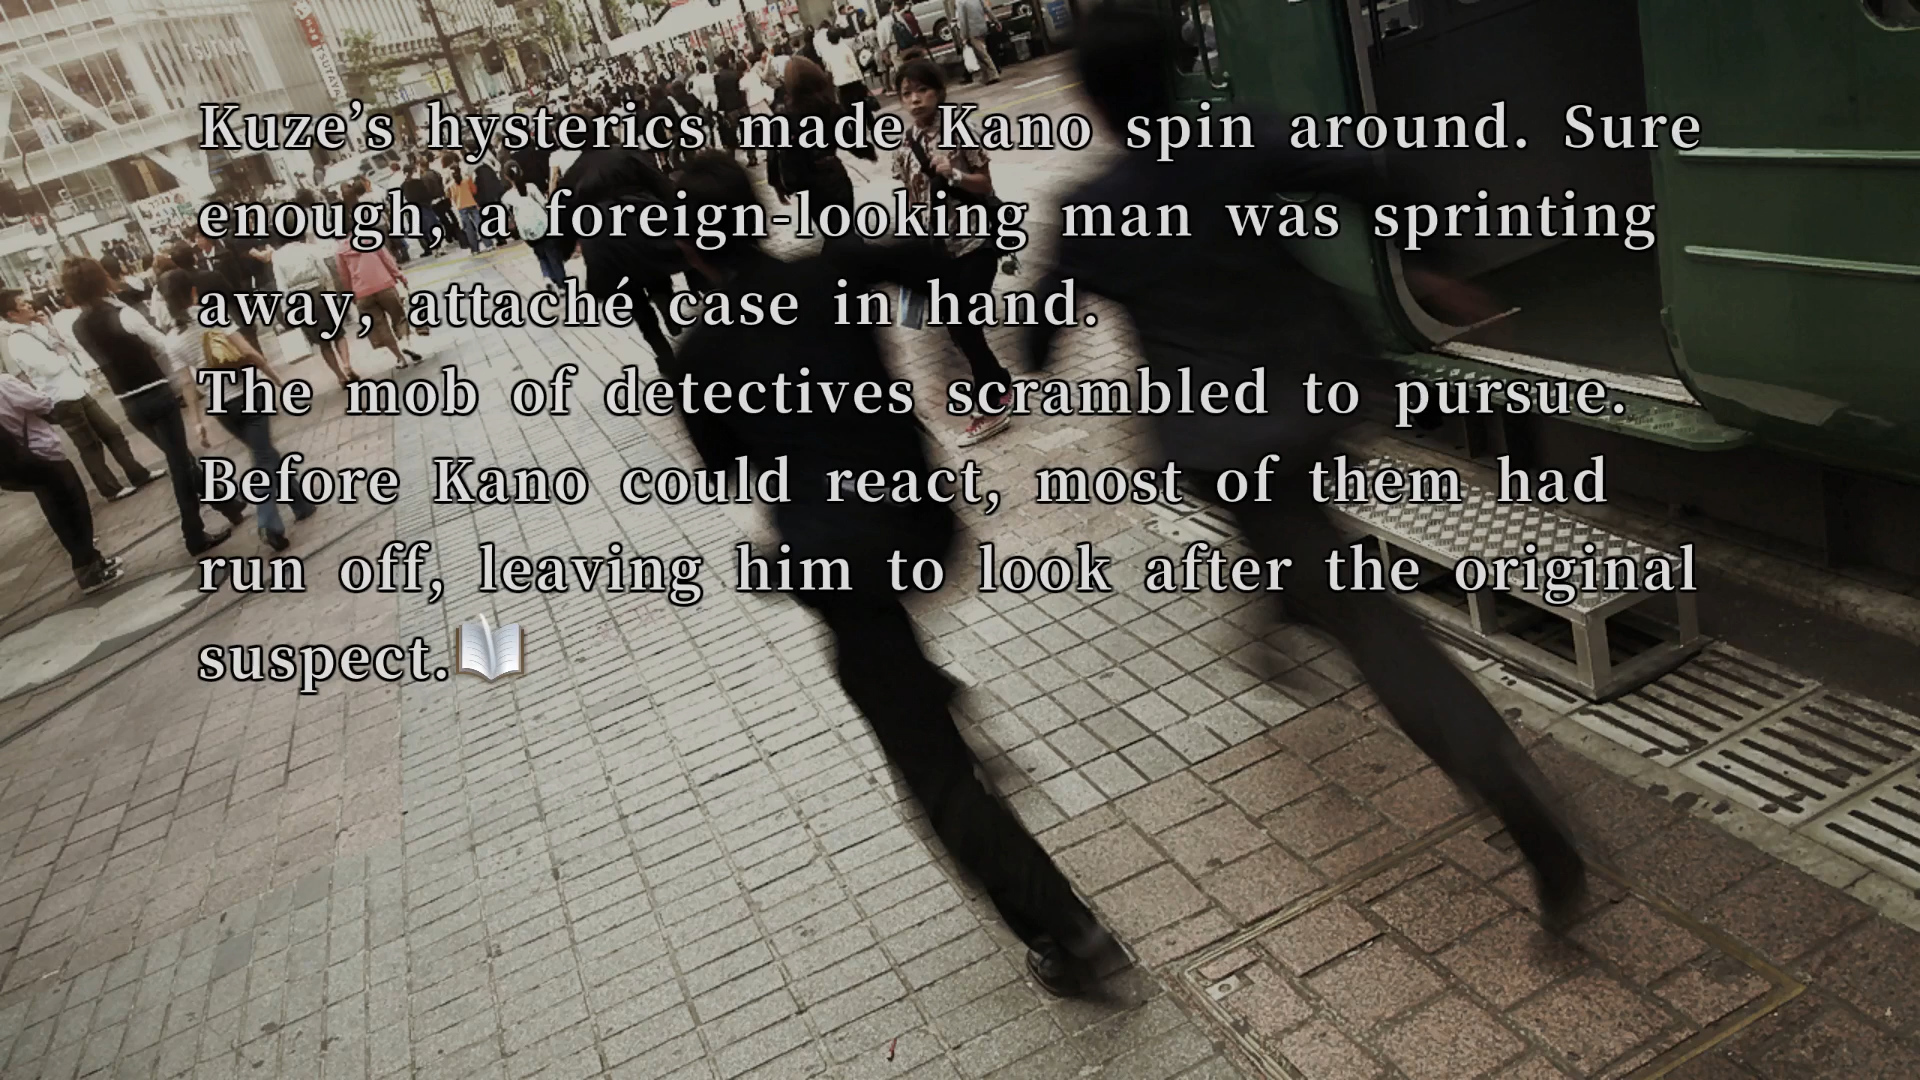 TSUTAYA
TSUTAYA
Kuze’s hysterics made Kano spin around. Sure
enough, a foreign-looking man was sprinting
away, attaché case in hand.
The mob of detectives scrambled to pursue.
Before Kano could react, most of them had
run off, leaving him to look after the original
suspect.